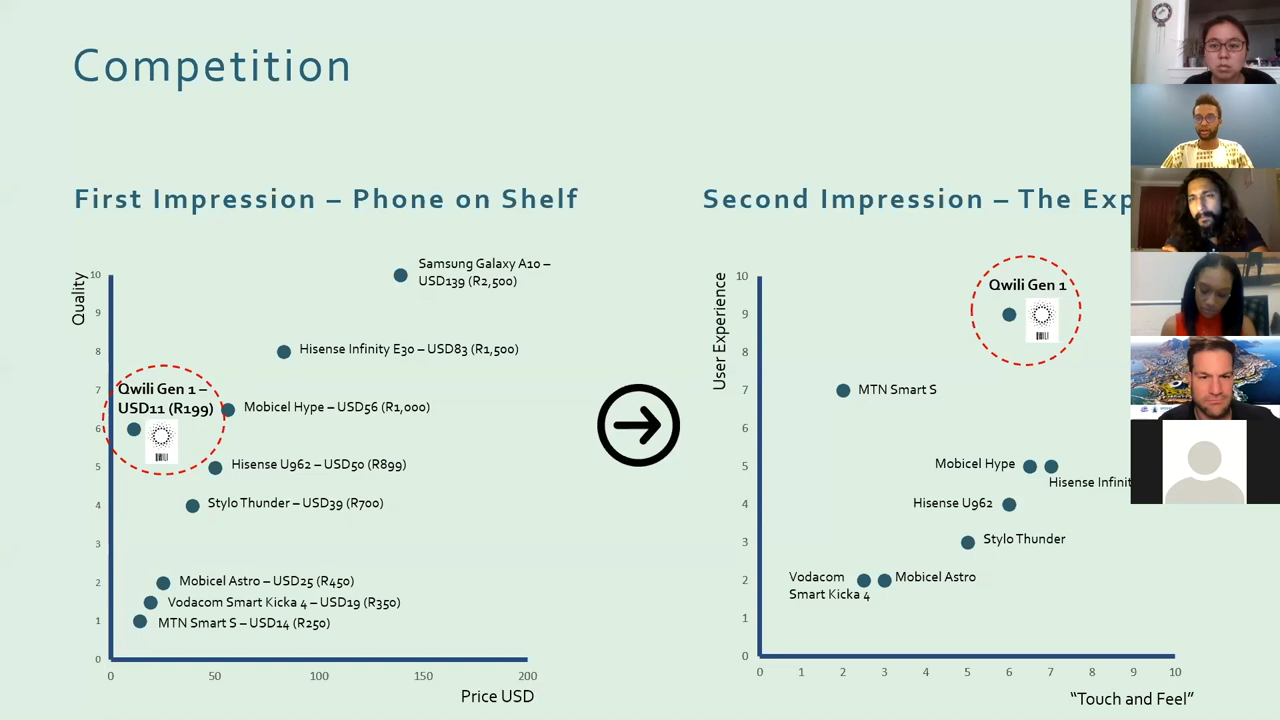 Competition
First Impression – Phone on Shelf
Quality
10
9
8
7
6
5
4
3
2
1
0
0
50
100
150
200
Price USD
Samsung Galaxy A10 –
USD139 (R2,500)
Hisense Infinity E30 – USD83 (R1,500)
Qwili Gen 1 –
USD11 (R199)
Mobicel Hype – USD56 (R1,000)
Hisense U962 – USD50 (R899)
Stylo Thunder – USD39 (R700)
Mobicel Astro – USD25 (R450)
Vodacom Smart Kicka 4 – USD19 (R350)
MTN Smart S – USD14 (R250)
Second Impression – The Exp
User Experience
10
9
8
7
6
5
4
3
2
1
0
0
1
2
3
4
5
6
7
8
9
10
“Touch and Feel”
Qwili Gen 1
MTN Smart S
Mobicel Hype
Hisense Infinit
Hisense U962
Stylo Thunder
Vodacom
Smart Kicka 4
Mobicel Astro